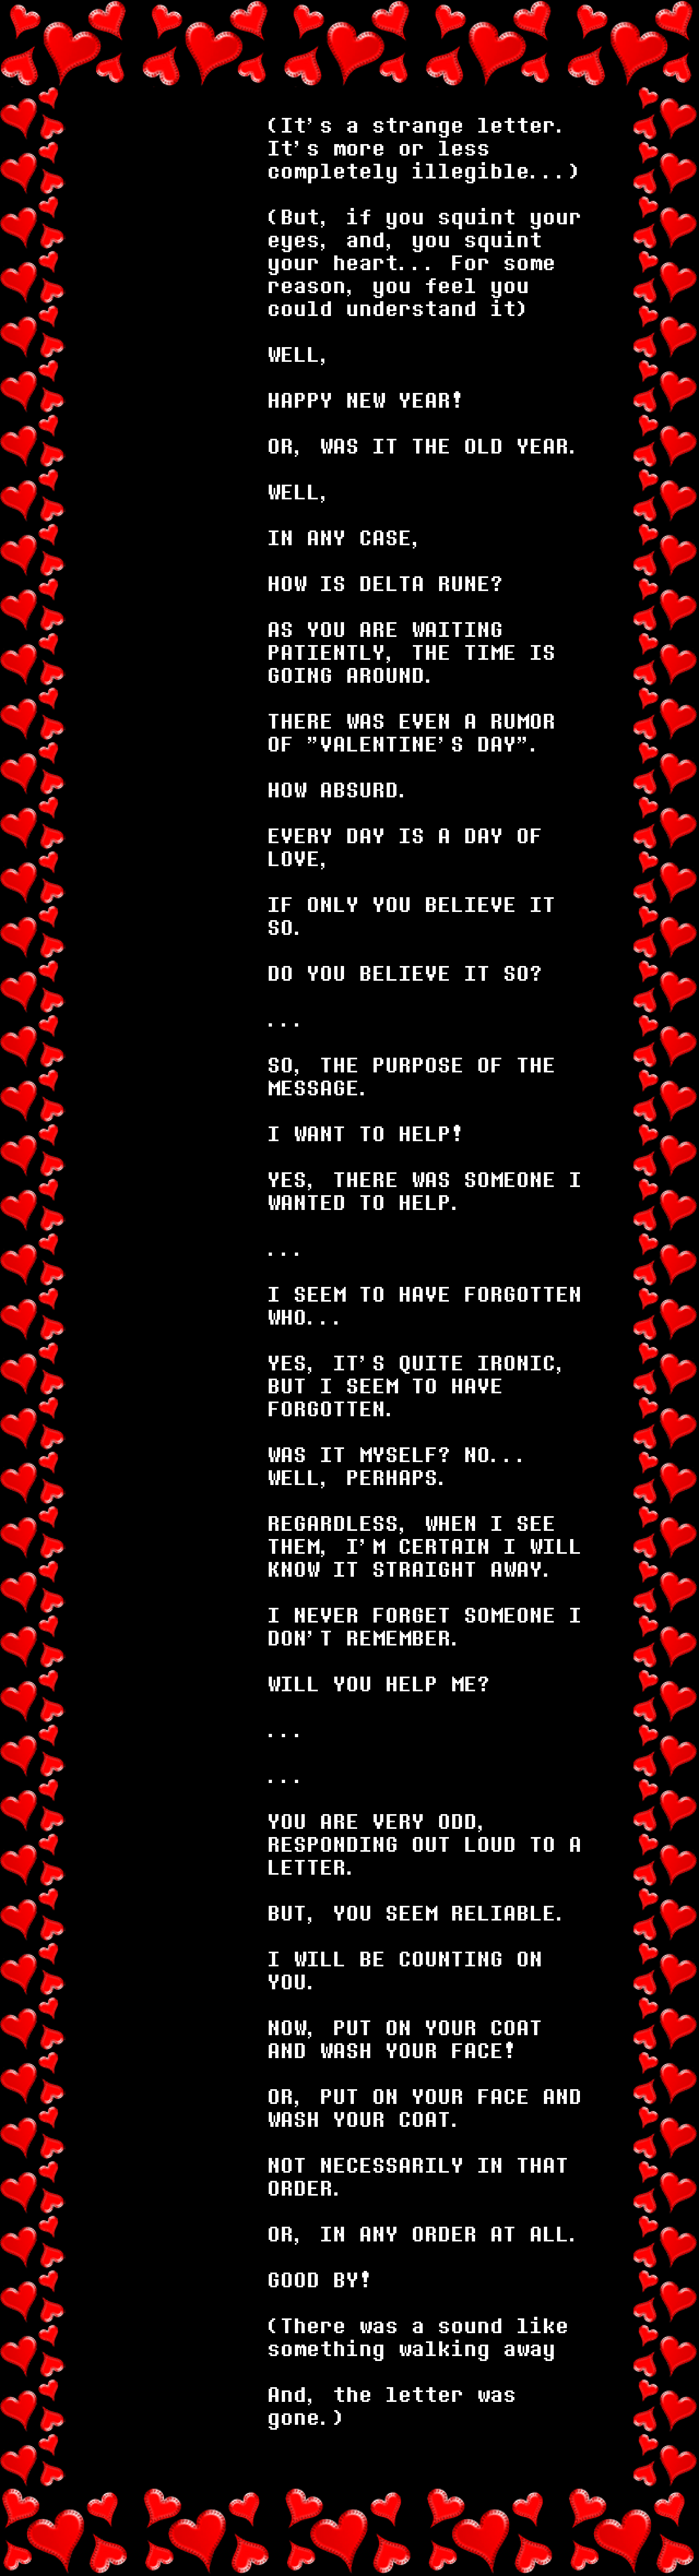 (It's a strange letter.
It's more or less
completely illegible...)
(But, if you squint your
eyes, and, you squint
your heart... For some
reason, you feel you
could understand it)
WELL,
HAPPY NEW YEAR!
OR, WAS IT THE OLD YEAR.
WELL,
IN ANY CASE,
HOW IS DELTA RUNE?
AS YOU ARE WAITING
PATIENTLY, THE TIME IS
GOING AROUND.
THERE WAS EVEN A RUMOR
OF "VALENTINE'S DAY".
HOW ABSURD.
EVERY DAY IS A DAY OF
LOVE,
IF ONLY YOU BELIEVE IT
SO.
DO YOU BELIEVE IT SO?
...
SO, THE PURPOSE OF THE
MESSAGE.
I WANT TO HELP!
YES, THERE WAS SOMEONE I
WANTED TO HELP.
...
I SEEM TO HAVE FORGOTTEN
WHO...
YES, IT'S QUITE IRONIC,
BUT I SEEM TO HAVE
FORGOTTEN.
WAS IT MYSELF? NO...
WELL, PERHAPS.
REGARDLESS, WHEN I SEE
THEM, I'M CERTAIN I WILL
KNOW IT STRAIGHT AWAY.
I NEVER FORGET SOMEONE I
DON'T REMEMBER.
WILL YOU HELP ME?
...
...
YOU ARE VERY ODD,
RESPONDING OUT LOUD TO A
LETTER.
BUT, YOU SEEM RELIABLE.
I WILL BE COUNTING ON
YOU.
NOW, PUT ON YOUR COAT
AND WASH YOUR FACE!
OR, PUT ON YOUR FACE AND
WASH YOUR COAT.
NOT NECESSARILY IN THAT
ORDER.
OR, IN ANY ORDER AT ALL.
GOOD BY!
(There was a sound like
something walking away
And, the letter was
gone.)